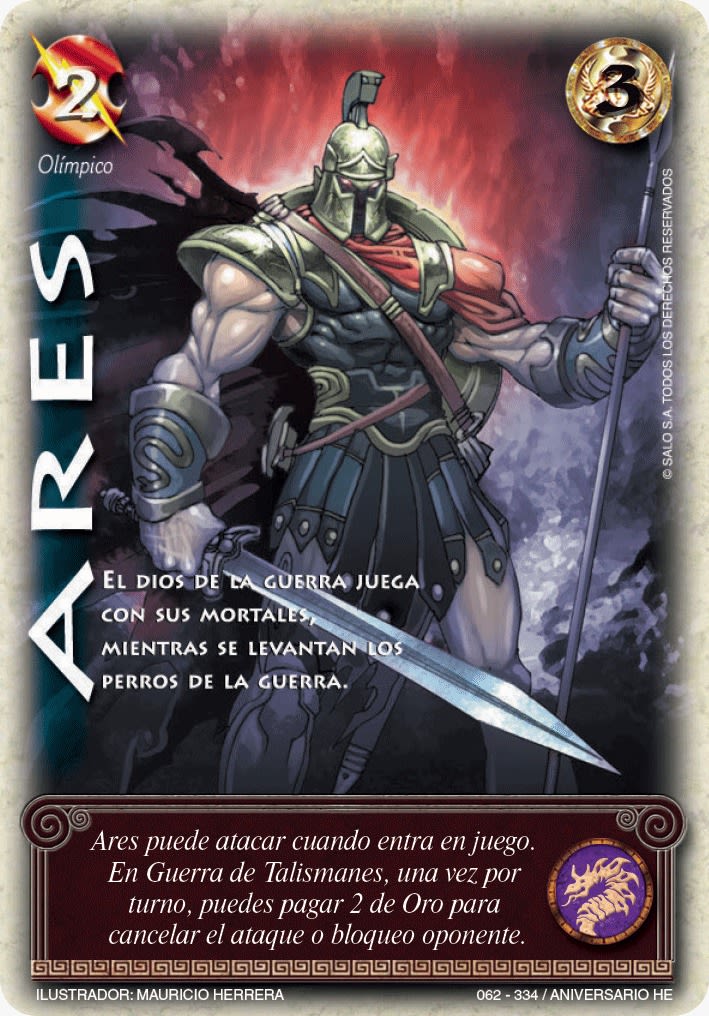 2
3
Olímpico
ARES
© SALO S.A. TODOS LOS DERECHOS RESERVADOS
EL DIOS DE LA GUERRA JUEGA
CON SUS MORTALES,
MIENTRAS SE LEVANTAN LOS
PERROS DE LA GUERRA.
Ares puede atacar cuando entra en juego.
En Guerra de Talismanes, una vez por
turno, puedes pagar 2 de Oro para
cancelar el ataque o bloqueo oponente.
ILUSTRADOR: MAURICIO HERRERA
062 - 334 / ANIVERSARIO HE